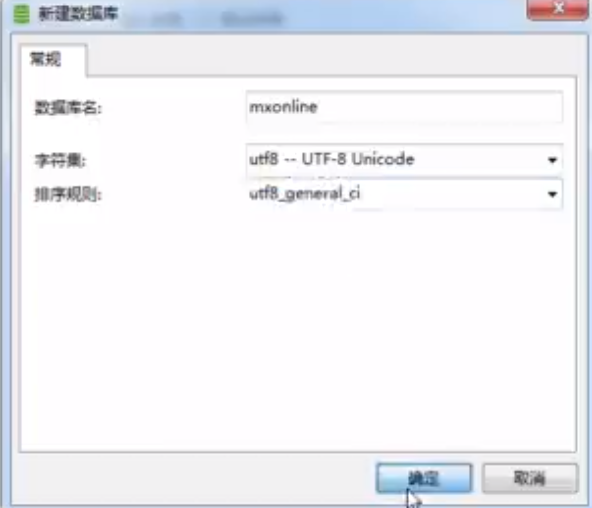 新建数据库
常规
数据库名: mxonline
字符集: utf8 -- UTF-8 Unicode
排序规则: utf8_general_ci
确定 取消